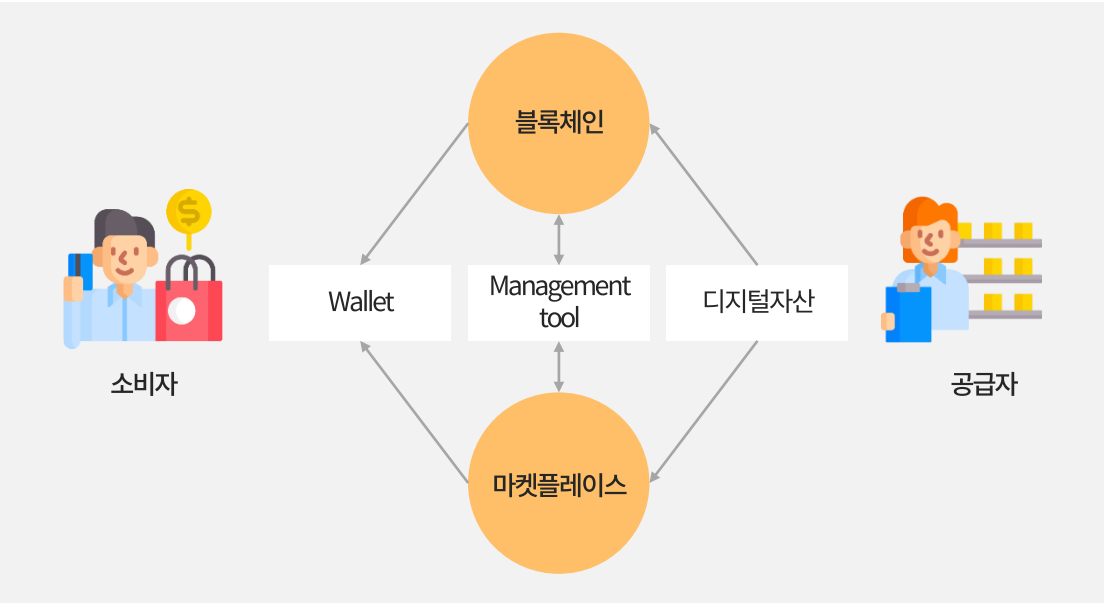 블록체인
Wallet
Management
tool
디지털자산
소비자
공급자
마켓플레이스